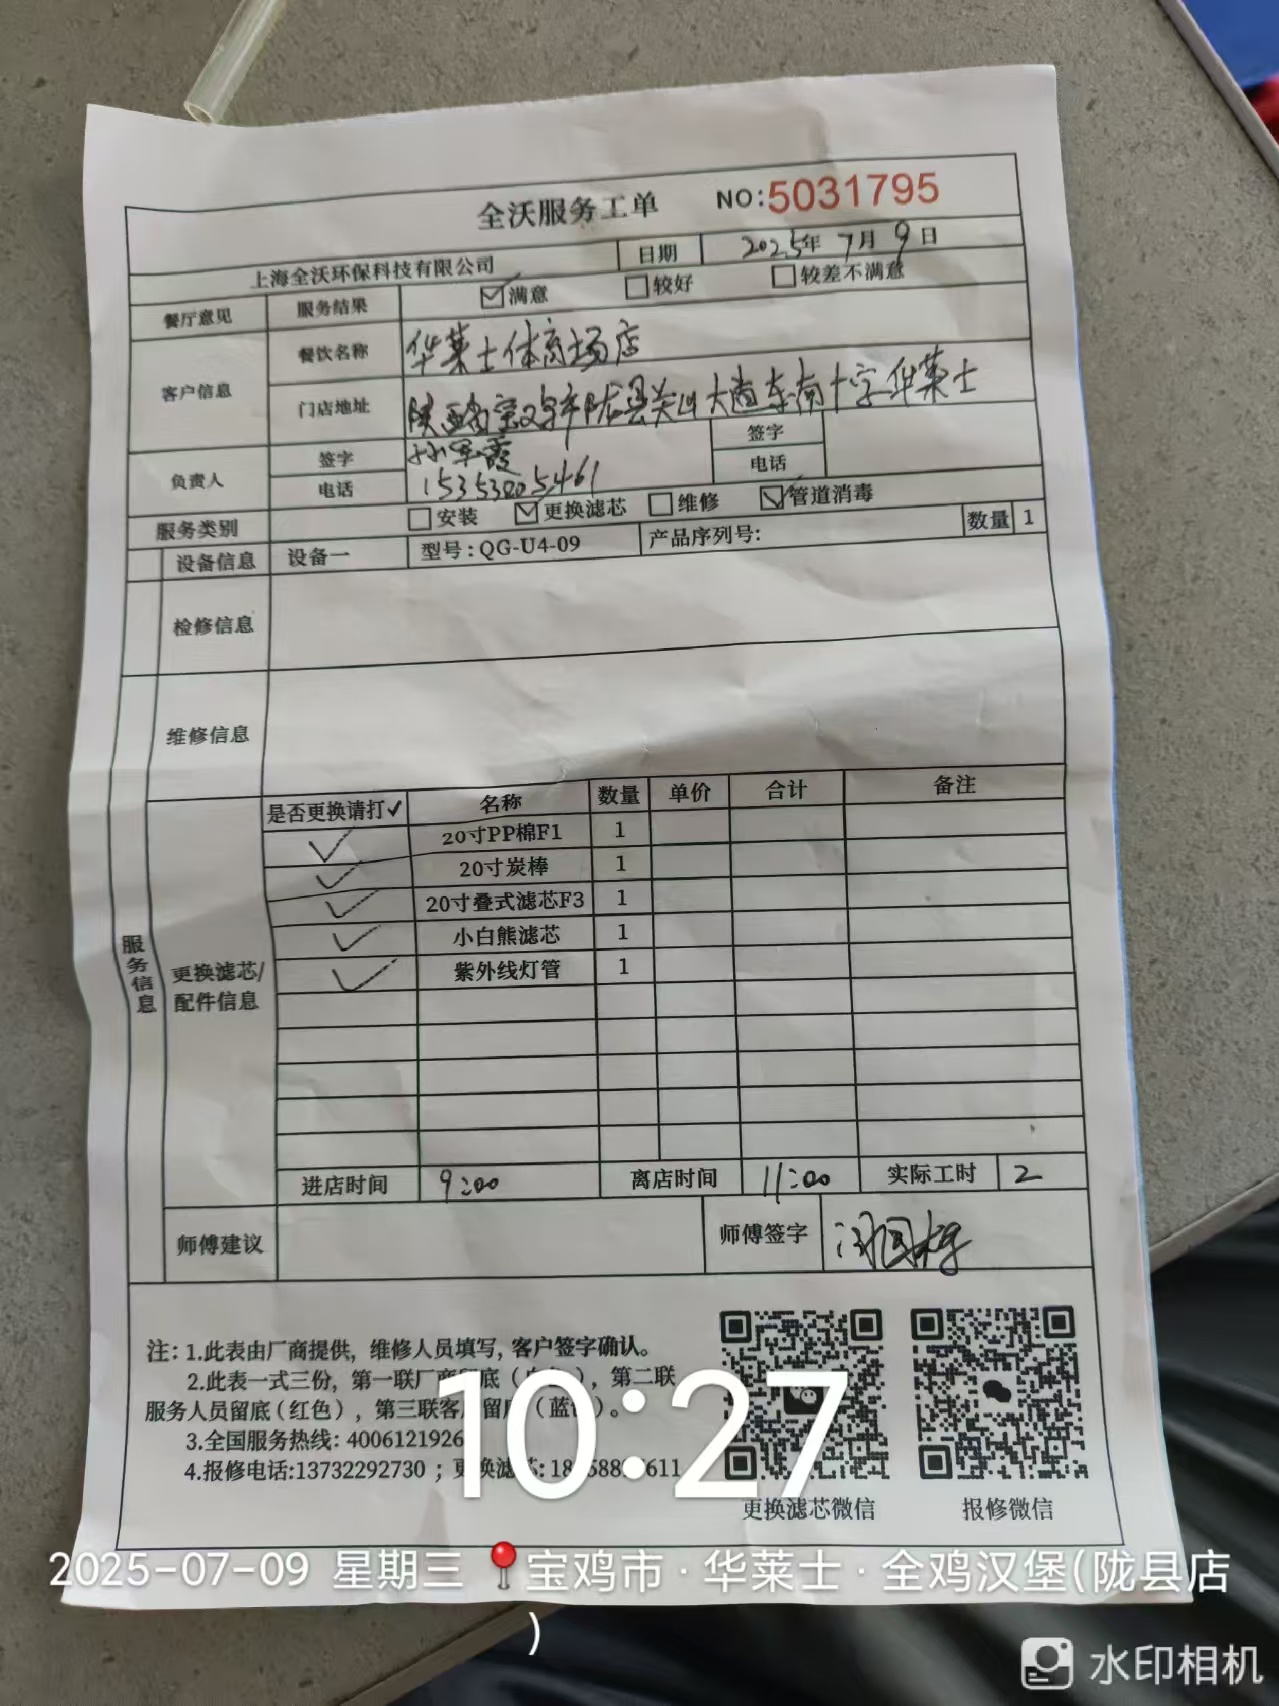 全沃服务工单 NO:5031795
上海全沃环保科技有限公司 日期 2025年 7月 9日
餐厅意见 服务结果 ☑满意 □较好 □较差不满意
客户信息 餐饮名称 华莱士体育场店
门店地址 陕西省宝鸡市陇县关山大道东南十字华莱士
负责人 签字 孙军霞 签字
电话 15353005461 电话
服务类别 □安装 ☑更换滤芯 □维修 ☑管道消毒
设备信息 设备一 型号:QG-U4-09 产品序列号: 数量 1
检修信息
维修信息
服务信息
更换滤芯/配件信息
是否更换请打✓ 名称 数量 单价 合计 备注
✓ 20寸PP棉F1 1
✓ 20寸炭棒 1
✓ 20寸叠式滤芯F3 1
✓ 小白熊滤芯 1
✓ 紫外线灯管 1
进店时间 9:00 离店时间 11:00 实际工时 2
师傅建议 师傅签字
注: 1.此表由厂商提供, 维修人员填写, 客户签字确认。
2.此表一式三份, 第一联厂商留底( ), 第二联
服务人员留底(红色), 第三联客 留 (蓝 )。
3.全国服务热线: 4006121926
4.报修电话:13732292730 ; 更换滤芯: 611
更换滤芯微信 报修微信
10:27
2025-07-09 星期三 宝鸡市·华莱士·全鸡汉堡(陇县店
)
水印相机